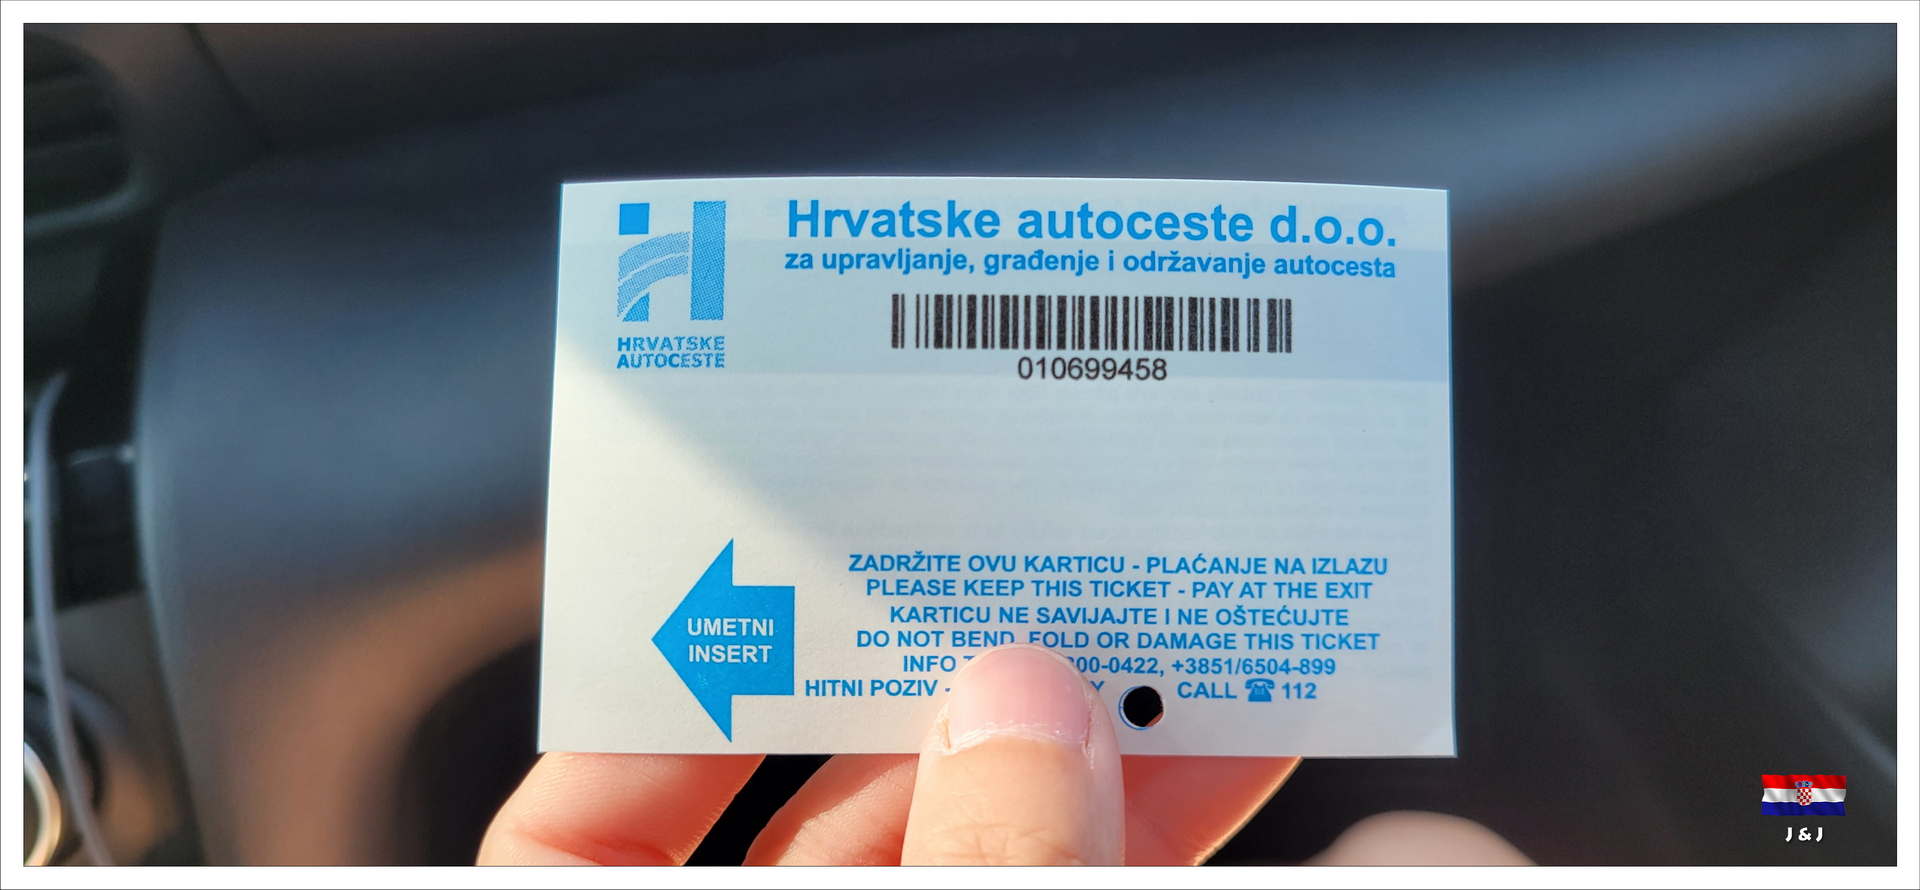 Hrvatske autoceste d.o.o.
za upravljanje, građenje i održavanje autocesta
HRVATSKE
AUTOCESTE
010699458
ZADRŽITE OVU KARTICU - PLAĆANJE NA IZLAZU
PLEASE KEEP THIS TICKET - PAY AT THE EXIT
KARTICU NE SAVIJAJTE I NE OŠTEĆUJTE
DO NOT BEND, FOLD OR DAMAGE THIS TICKET
INFO 00-0422, +3851/6504-899
HITNI POZIV - CALL ☎ 112
UMETNI
INSERT
J & J